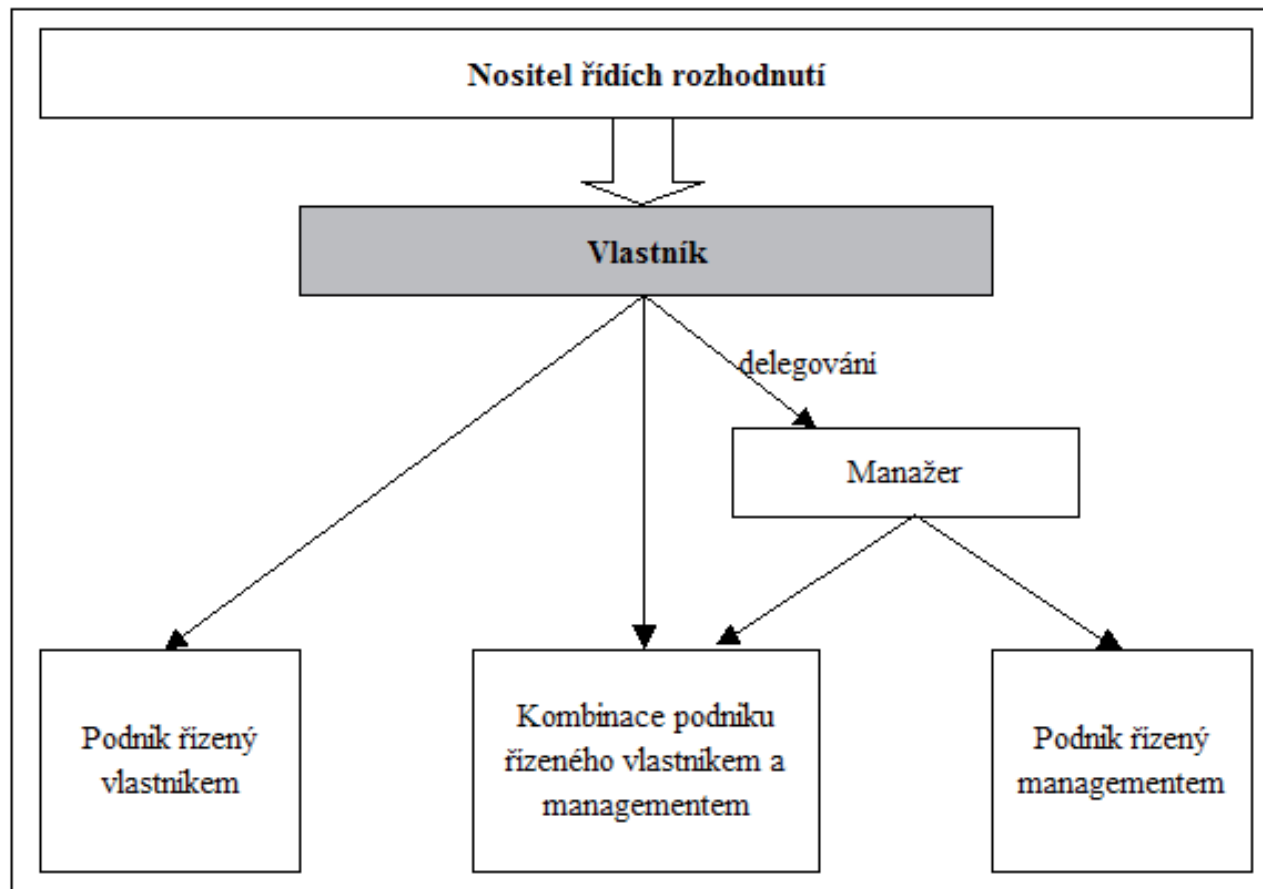 Nositel řídích rozhodnutí
Vlastník
delegování
Manažer
Podnik řízený
vlastníkem
Kombinace podniku
řízeného vlastníkem a
managementem
Podnik řízený
managementem